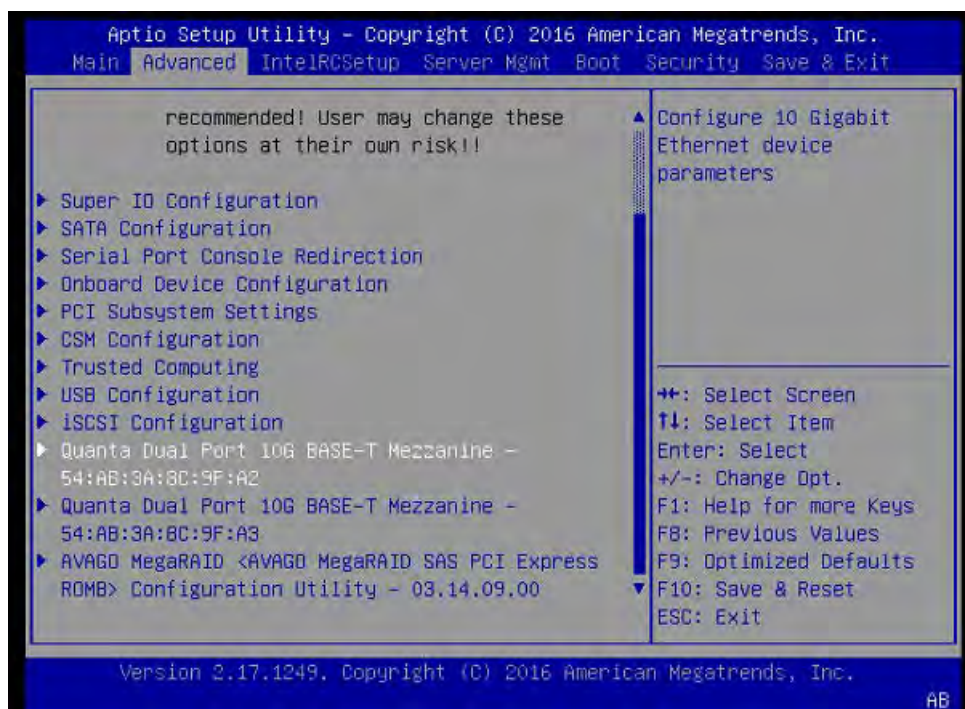 Aptio Setup Utility – Copyright (C) 2016 American Megatrends, Inc.
Main Advanced IntelRCSetup Server Mgmt Boot Security Save & Exit
recommended! User may change these
options at their own risk!!
Super IO Configuration
SATA Configuration
Serial Port Console Redirection
Onboard Device Configuration
PCI Subsystem Settings
CSM Configuration
Trusted Computing
USB Configuration
iSCSI Configuration
Quanta Dual Port 10G BASE-T Mezzanine –
54:AB:3A:8C:9F:A2
Quanta Dual Port 10G BASE-T Mezzanine –
54:AB:3A:8C:9F:A3
AVAGO MegaRAID <AVAGO MegaRAID SAS PCI Express
ROMB> Configuration Utility – 03.14.09.00
Configure 10 Gigabit
Ethernet device
parameters
→←: Select Screen
↑↓: Select Item
Enter: Select
+/-: Change Opt.
F1: Help for more Keys
F8: Previous Values
F9: Optimized Defaults
F10: Save & Reset
ESC: Exit
Version 2.17.1249. Copyright (C) 2016 American Megatrends, Inc.
AB